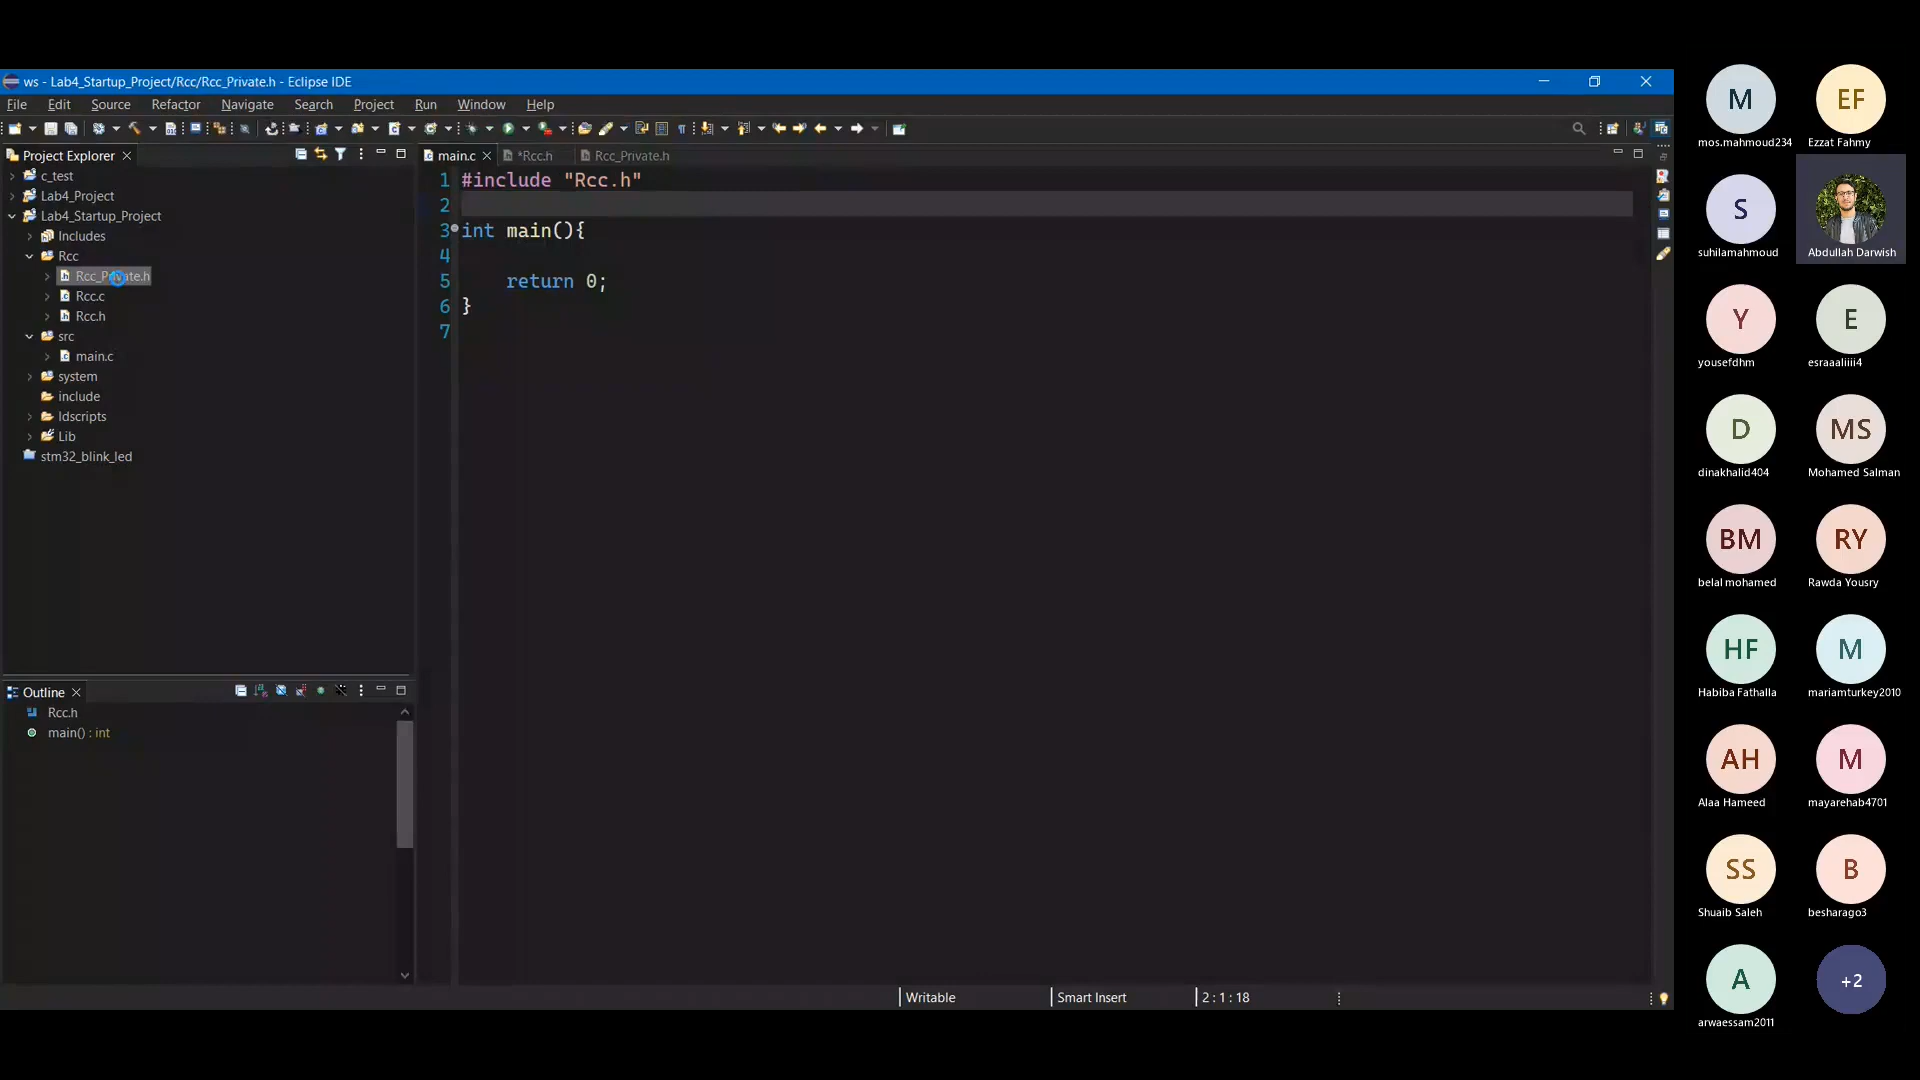 ws - Lab4_Startup_Project/Rcc/Rcc_Private.h - Eclipse IDE
File Edit Source Refactor Navigate Search Project Run Window Help
Project Explorer
c_test
Lab4_Project
Lab4_Startup_Project
Includes
Rcc
Rcc_Private.h
Rcc.c
Rcc.h
src
main.c
system
include
ldscripts
Lib
stm32_blink_led
Outline
Rcc.h
main() : int
main.c *Rcc.h Rcc_Private.h
1 #include "Rcc.h"
2
3 int main(){
4
5 return 0;
6 }
7
Writable Smart Insert 2 : 1 : 18
M EF
mos.mahmoud234 Ezzat Fahmy
S
suhilamahmoud Abdullah Darwish
Y E
yousefdhm esraaliiii4
D MS
dinakhalid404 Mohamed Salman
BM RY
belal mohamed Rawda Yousry
HF M
Habiba Fathalla mariamturkey2010
AH M
Alaa Hameed mayarehab4701
SS B
Shuaib Saleh besharago3
A +2
arwaessam2011